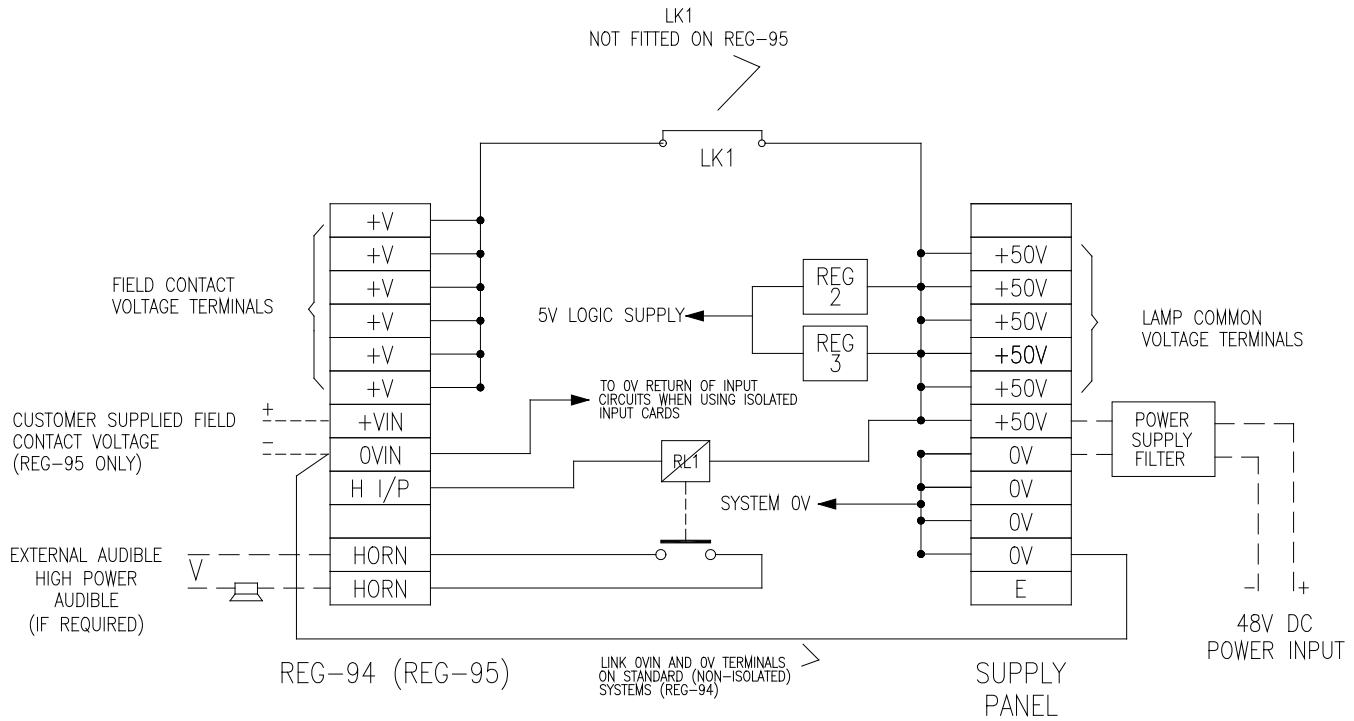 LK1
NOT FITTED ON REG-95
LK1
+V
+V
+V
+V
+V
+V
+VIN
0VIN
H I/P
HORN
HORN
FIELD CONTACT
VOLTAGE TERMINALS
CUSTOMER SUPPLIED FIELD
CONTACT VOLTAGE
(REG-95 ONLY)
+
-
EXTERNAL AUDIBLE
HIGH POWER
AUDIBLE
(IF REQUIRED)
V
REG-94 (REG-95)
5V LOGIC SUPPLY
REG
2
REG
3
TO 0V RETURN OF INPUT
CIRCUITS WHEN USING ISOLATED
INPUT CARDS
RL1
SYSTEM 0V
LINK 0VIN AND 0V TERMINALS
ON STANDARD (NON-ISOLATED)
SYSTEMS (REG-94)
+50V
+50V
+50V
+50V
+50V
+50V
0V
0V
0V
0V
E
SUPPLY
PANEL
LAMP COMMON
VOLTAGE TERMINALS
POWER
SUPPLY
FILTER
- +
48V DC
POWER INPUT